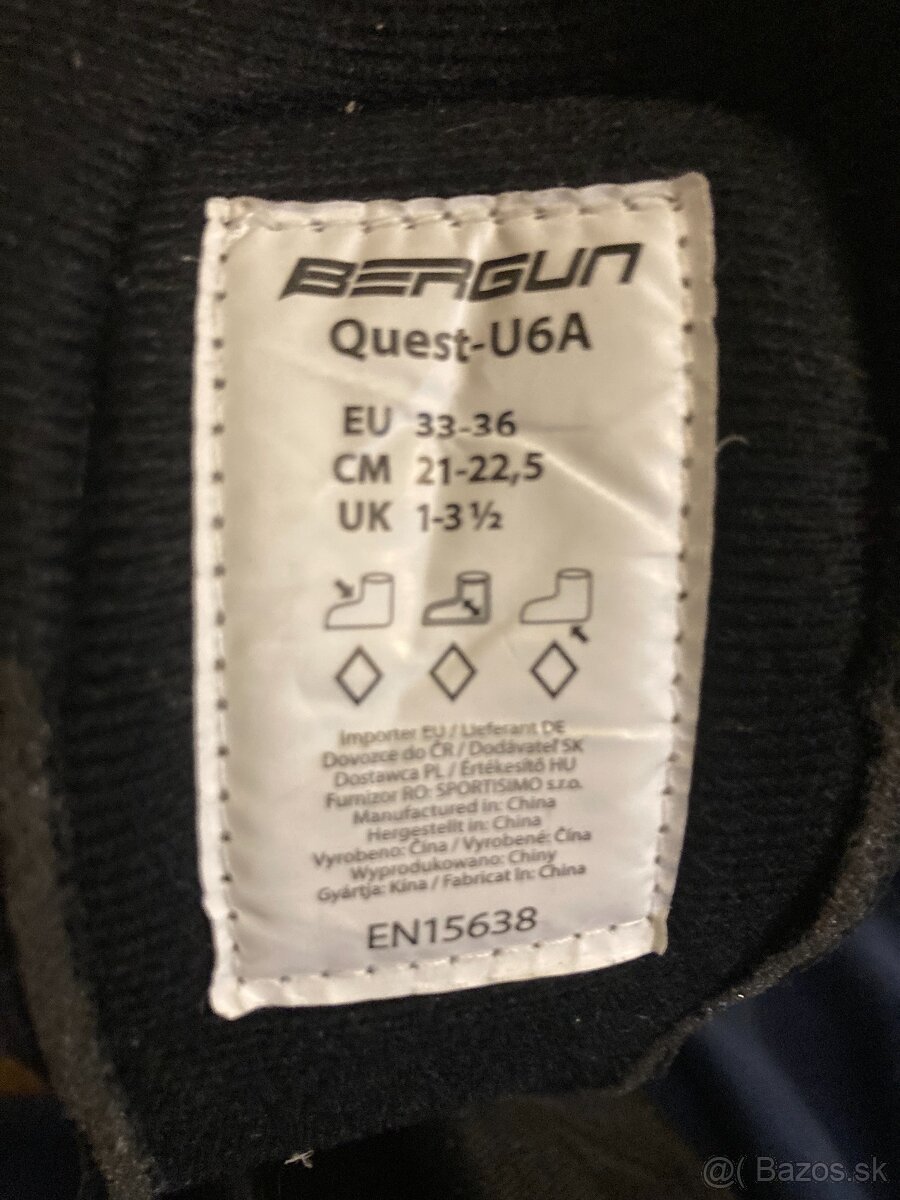 BERGUN
Quest-U6A
EU 33-36
CM 21-22,5
UK 1-3 ½
Importer EU / Lieferant DE
Dovozce do ČR / Dodávateľ SK
Dostawca PL / Értékesítő HU
Furnizor RO: SPORTISIMO s.r.o.
Manufactured in: China
Hergestellt in: China
Vyrobeno: Čína / Vyrobené: Čína
Wyprodukowano: Chiny
Gyártja: Kína / Fabricat în: China
EN15638
@( Bazos.sk